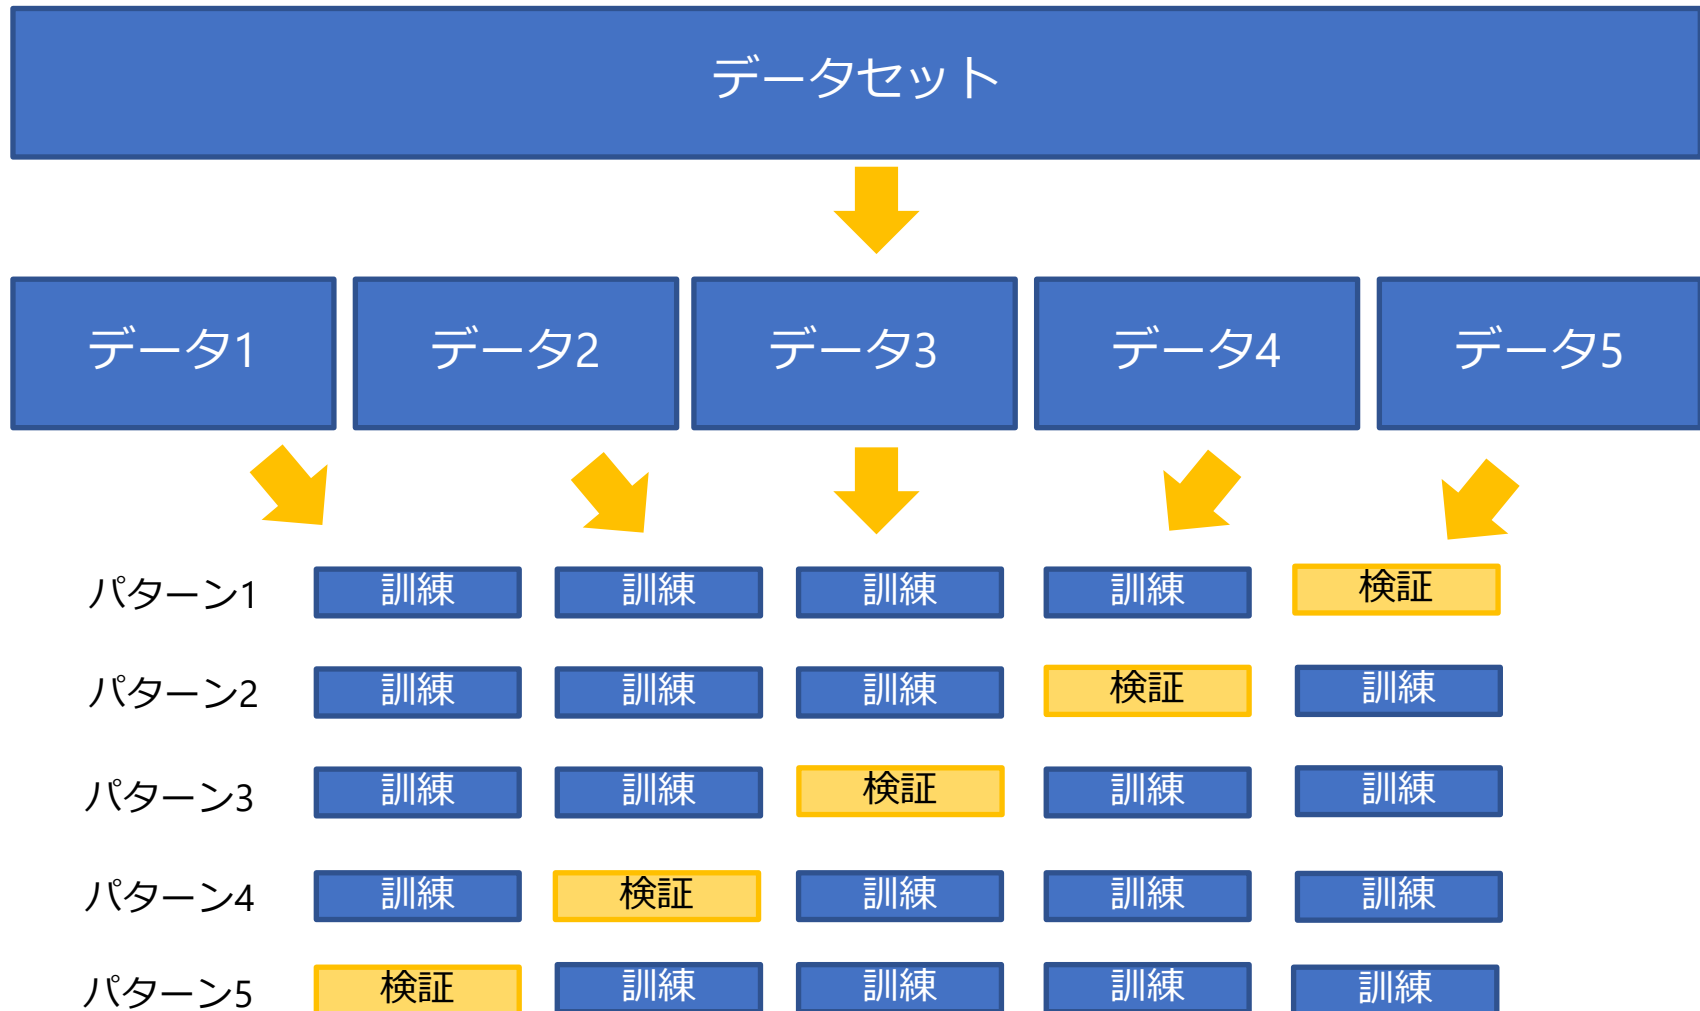 データセット
データ1 データ2 データ3 データ4 データ5
パターン1 訓練 訓練 訓練 訓練 検証
パターン2 訓練 訓練 訓練 検証 訓練
パターン3 訓練 訓練 検証 訓練 訓練
パターン4 訓練 検証 訓練 訓練 訓練
パターン5 検証 訓練 訓練 訓練 訓練